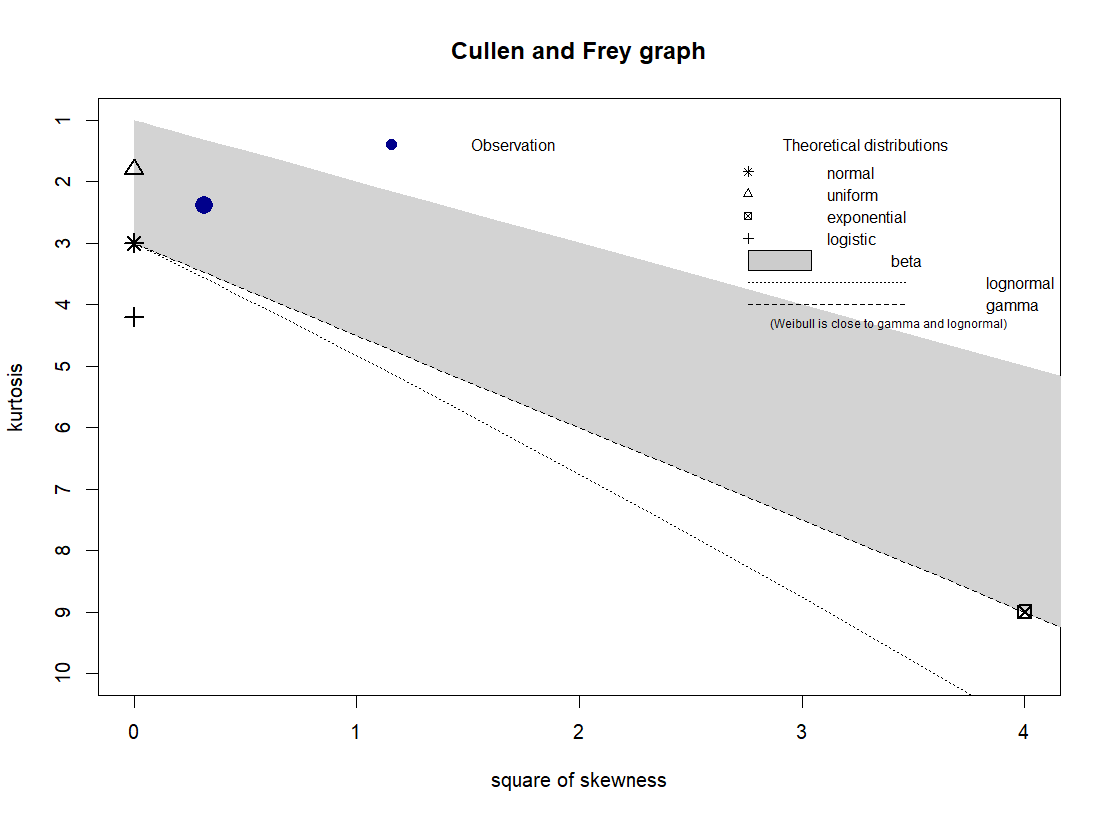 Cullen and Frey graph
kurtosis
1
2
3
4
5
6
7
8
9
10
Observation
Theoretical distributions
normal
uniform
exponential
logistic
beta
lognormal
gamma
(Weibull is close to gamma and lognormal)
0
1
2
3
4
square of skewness